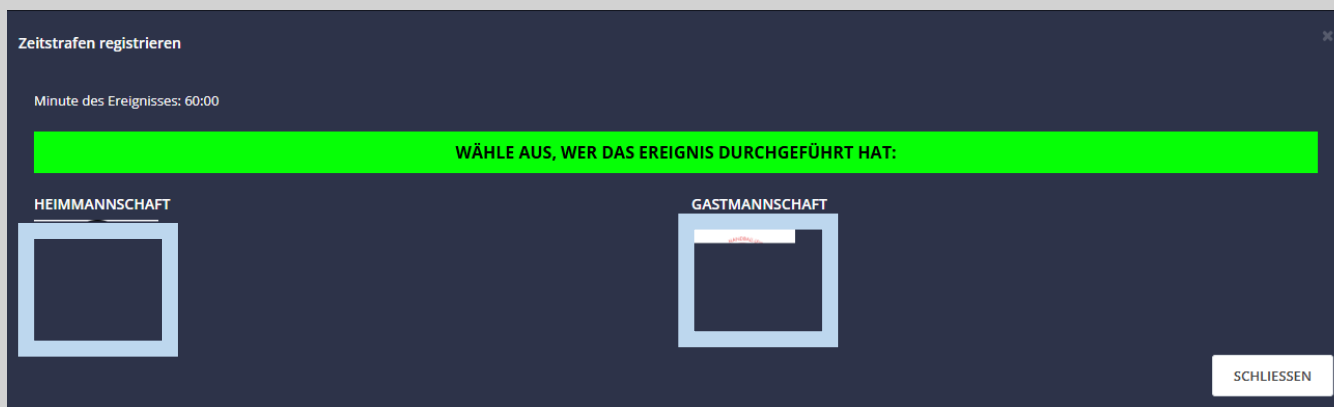 Zeitstrafen registrieren
×
Minute des Ereignisses: 60:00
WÄHLE AUS, WER DAS EREIGNIS DURCHGEFÜHRT HAT:
HEIMMANNSCHAFT
GASTMANNSCHAFT
SCHLIESSEN